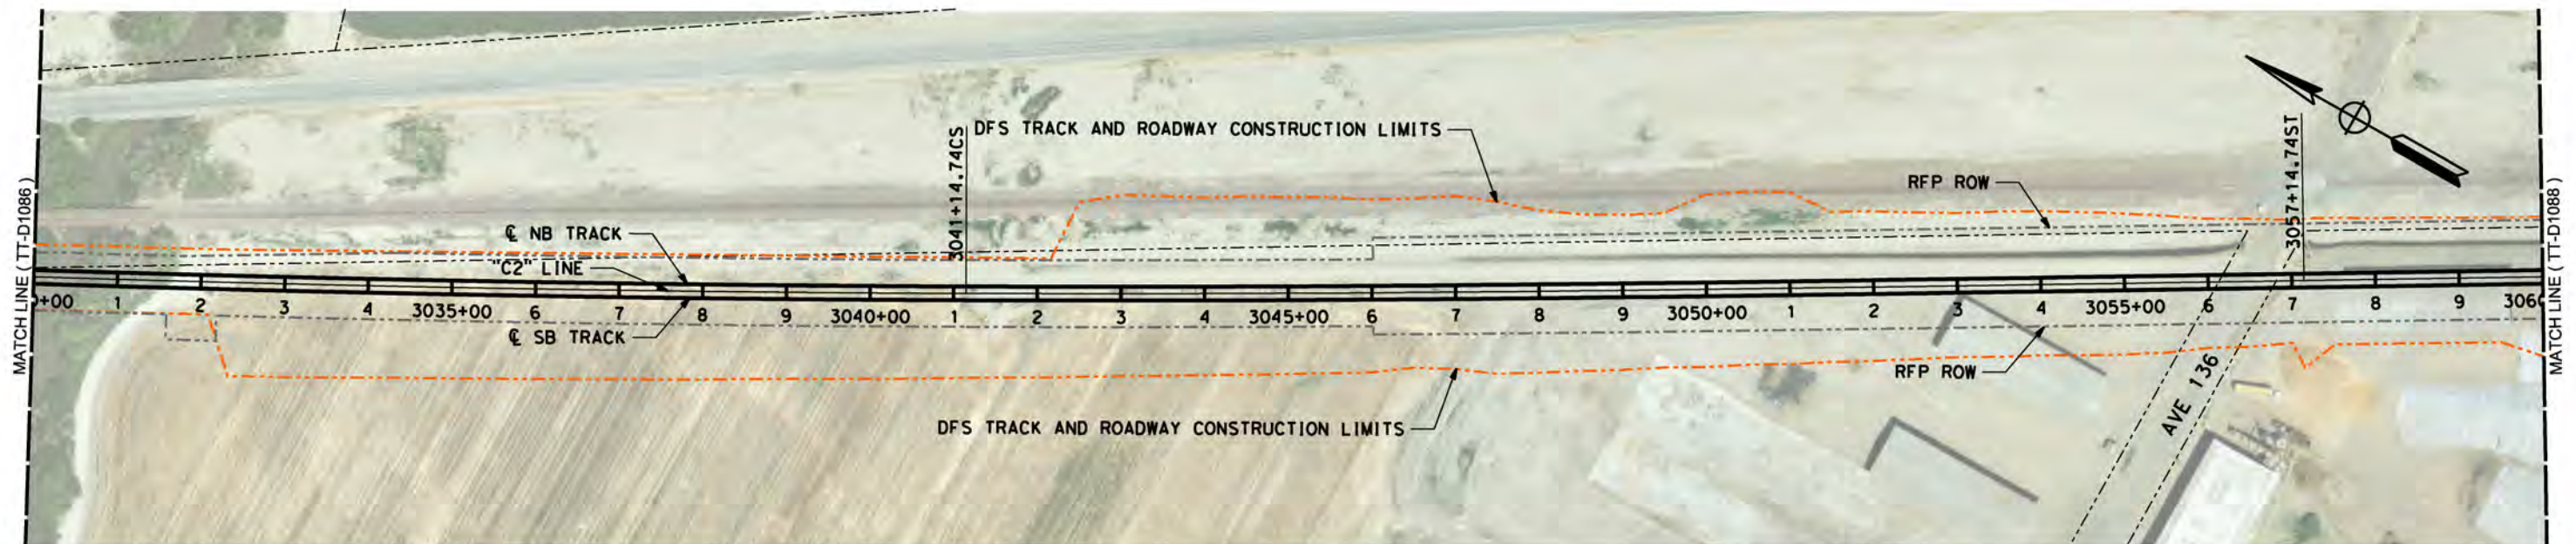 MATCH LINE ( TT-D1086 )
3041+14.74CS
DFS TRACK AND ROADWAY CONSTRUCTION LIMITS
RFP ROW
3057+14.74ST
MATCH LINE ( TT-D1088 )
℄ NB TRACK
"C2" LINE
0+00 1 2 3 4 3035+00 6 7 8 9 3040+00 1 2 3 4 3045+00 6 7 8 9 3050+00 1 2 3 4 3055+00 6 7 8 9 3060
℄ SB TRACK
RFP ROW
AVE 136
DFS TRACK AND ROADWAY CONSTRUCTION LIMITS